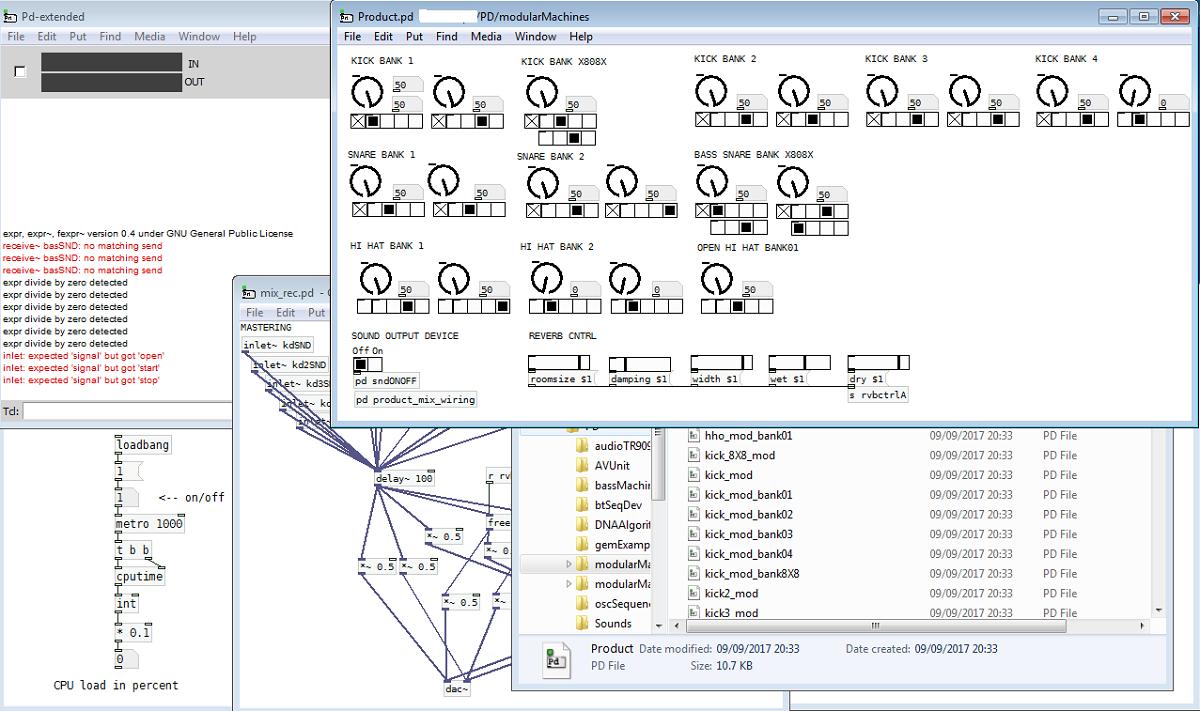 Pd-extended
File Edit Put Find Media Window Help
IN
OUT
expr, expr~, fexpr~ version 0.4 under GNU General Public License
receive~ basSND: no matching send
receive~ basSND: no matching send
receive~ basSND: no matching send
expr divide by zero detected
expr divide by zero detected
expr divide by zero detected
expr divide by zero detected
expr divide by zero detected
expr divide by zero detected
inlet: expected 'signal' but got 'open'
inlet: expected 'signal' but got 'start'
inlet: expected 'signal' but got 'stop'
Tcl:
Product.pd /PD/modularMachines
File Edit Put Find Media Window Help
KICK BANK 1
50
50
50
KICK BANK X808X
50
KICK BANK 2
50
50
KICK BANK 3
50
50
KICK BANK 4
50
0
SNARE BANK 1
50
50
SNARE BANK 2
50
50
BASS SNARE BANK X808X
50
50
HI HAT BANK 1
50
50
HI HAT BANK 2
0
0
OPEN HI HAT BANK01
50
SOUND OUTPUT DEVICE
Off On
pd sndONOFF
pd product_mix_wiring
REVERB CNTRL
roomsize $1
damping $1
width $1
wet $1
dry $1
s rvbctrlA
mix_rec.pd -
File Edit Put
MASTERING
inlet~ kdSND
inlet~ kd2SND
inlet~ kd3S
inlet~ kd
inlet~
delay~ 100
r rv
free
*~ 0.5
*~ 0.5
*~ 0.5
*~ 0.5
*~
dac~
loadbang
1
1
<-- on/off
metro 1000
t b b
cputime
int
* 0.1
0
CPU load in percent
audioTR909
AVUnit
bassMachin
btSeqDev
DNAAlgorit
gemExamp
modularMa
modularMa
oscSequen
Sounds
hho_mod_bank01 09/09/2017 20:33 PD File
kick_8X8_mod 09/09/2017 20:33 PD File
kick_mod 09/09/2017 20:33 PD File
kick_mod_bank01 09/09/2017 20:33 PD File
kick_mod_bank02 09/09/2017 20:33 PD File
kick_mod_bank03 09/09/2017 20:33 PD File
kick_mod_bank04 09/09/2017 20:33 PD File
kick_mod_bank8X8 09/09/2017 20:33 PD File
kick2_mod 09/09/2017 20:33 PD File
kick3_mod 09/09/2017 20:33 PD File
Product Date modified: 09/09/2017 20:33 Date created: 09/09/2017 20:33
PD File Size: 10.7 KB